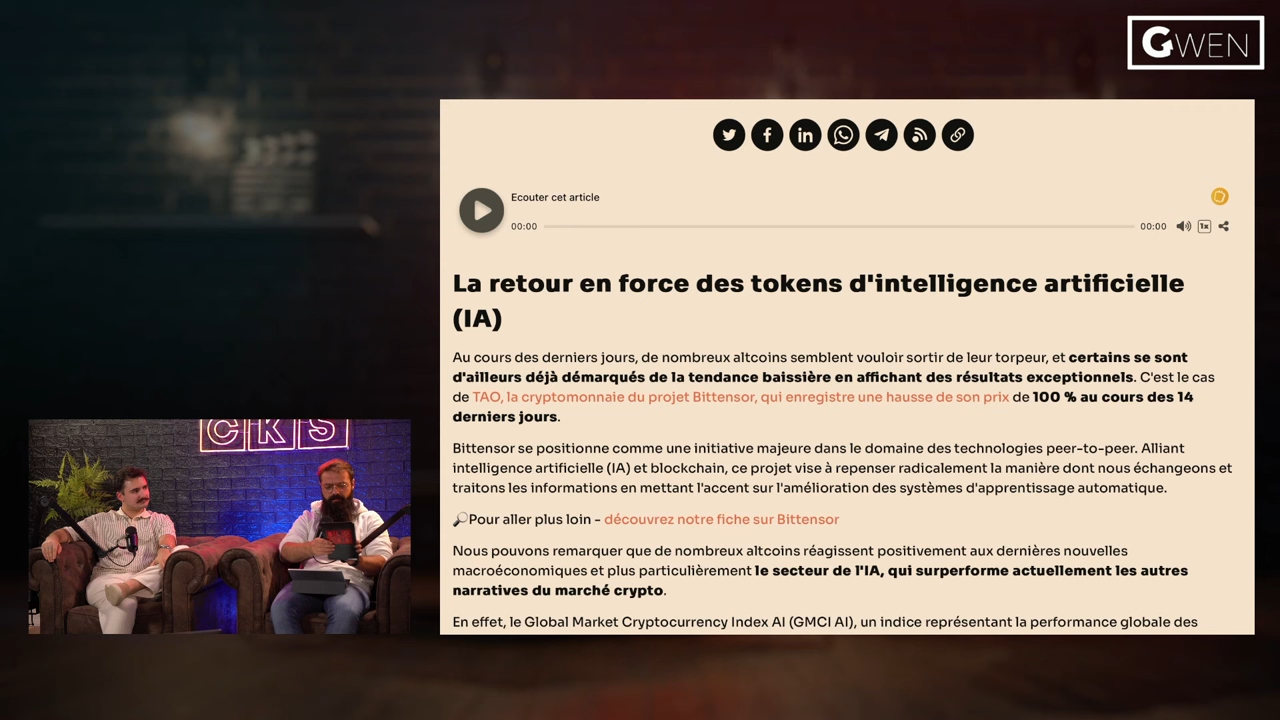 GWEN
Ecouter cet article
00:00
00:00
1x
La retour en force des tokens d'intelligence artificielle
(IA)
Au cours des derniers jours, de nombreux altcoins semblent vouloir sortir de leur torpeur, et certains se sont
d'ailleurs déjà démarqués de la tendance baissière en affichant des résultats exceptionnels. C'est le cas
de TAO, la cryptomonnaie du projet Bittensor, qui enregistre une hausse de son prix de 100 % au cours des 14
derniers jours.
Bittensor se positionne comme une initiative majeure dans le domaine des technologies peer-to-peer. Alliant
intelligence artificielle (IA) et blockchain, ce projet vise à repenser radicalement la manière dont nous échangeons et
traitons les informations en mettant l'accent sur l'amélioration des systèmes d'apprentissage automatique.
🔎Pour aller plus loin - découvrez notre fiche sur Bittensor
Nous pouvons remarquer que de nombreux altcoins réagissent positivement aux dernières nouvelles
macroéconomiques et plus particulièrement le secteur de l'IA, qui surperforme actuellement les autres
narratives du marché crypto.
En effet, le Global Market Cryptocurrency Index AI (GMCI AI), un indice représentant la performance globale des
CKS